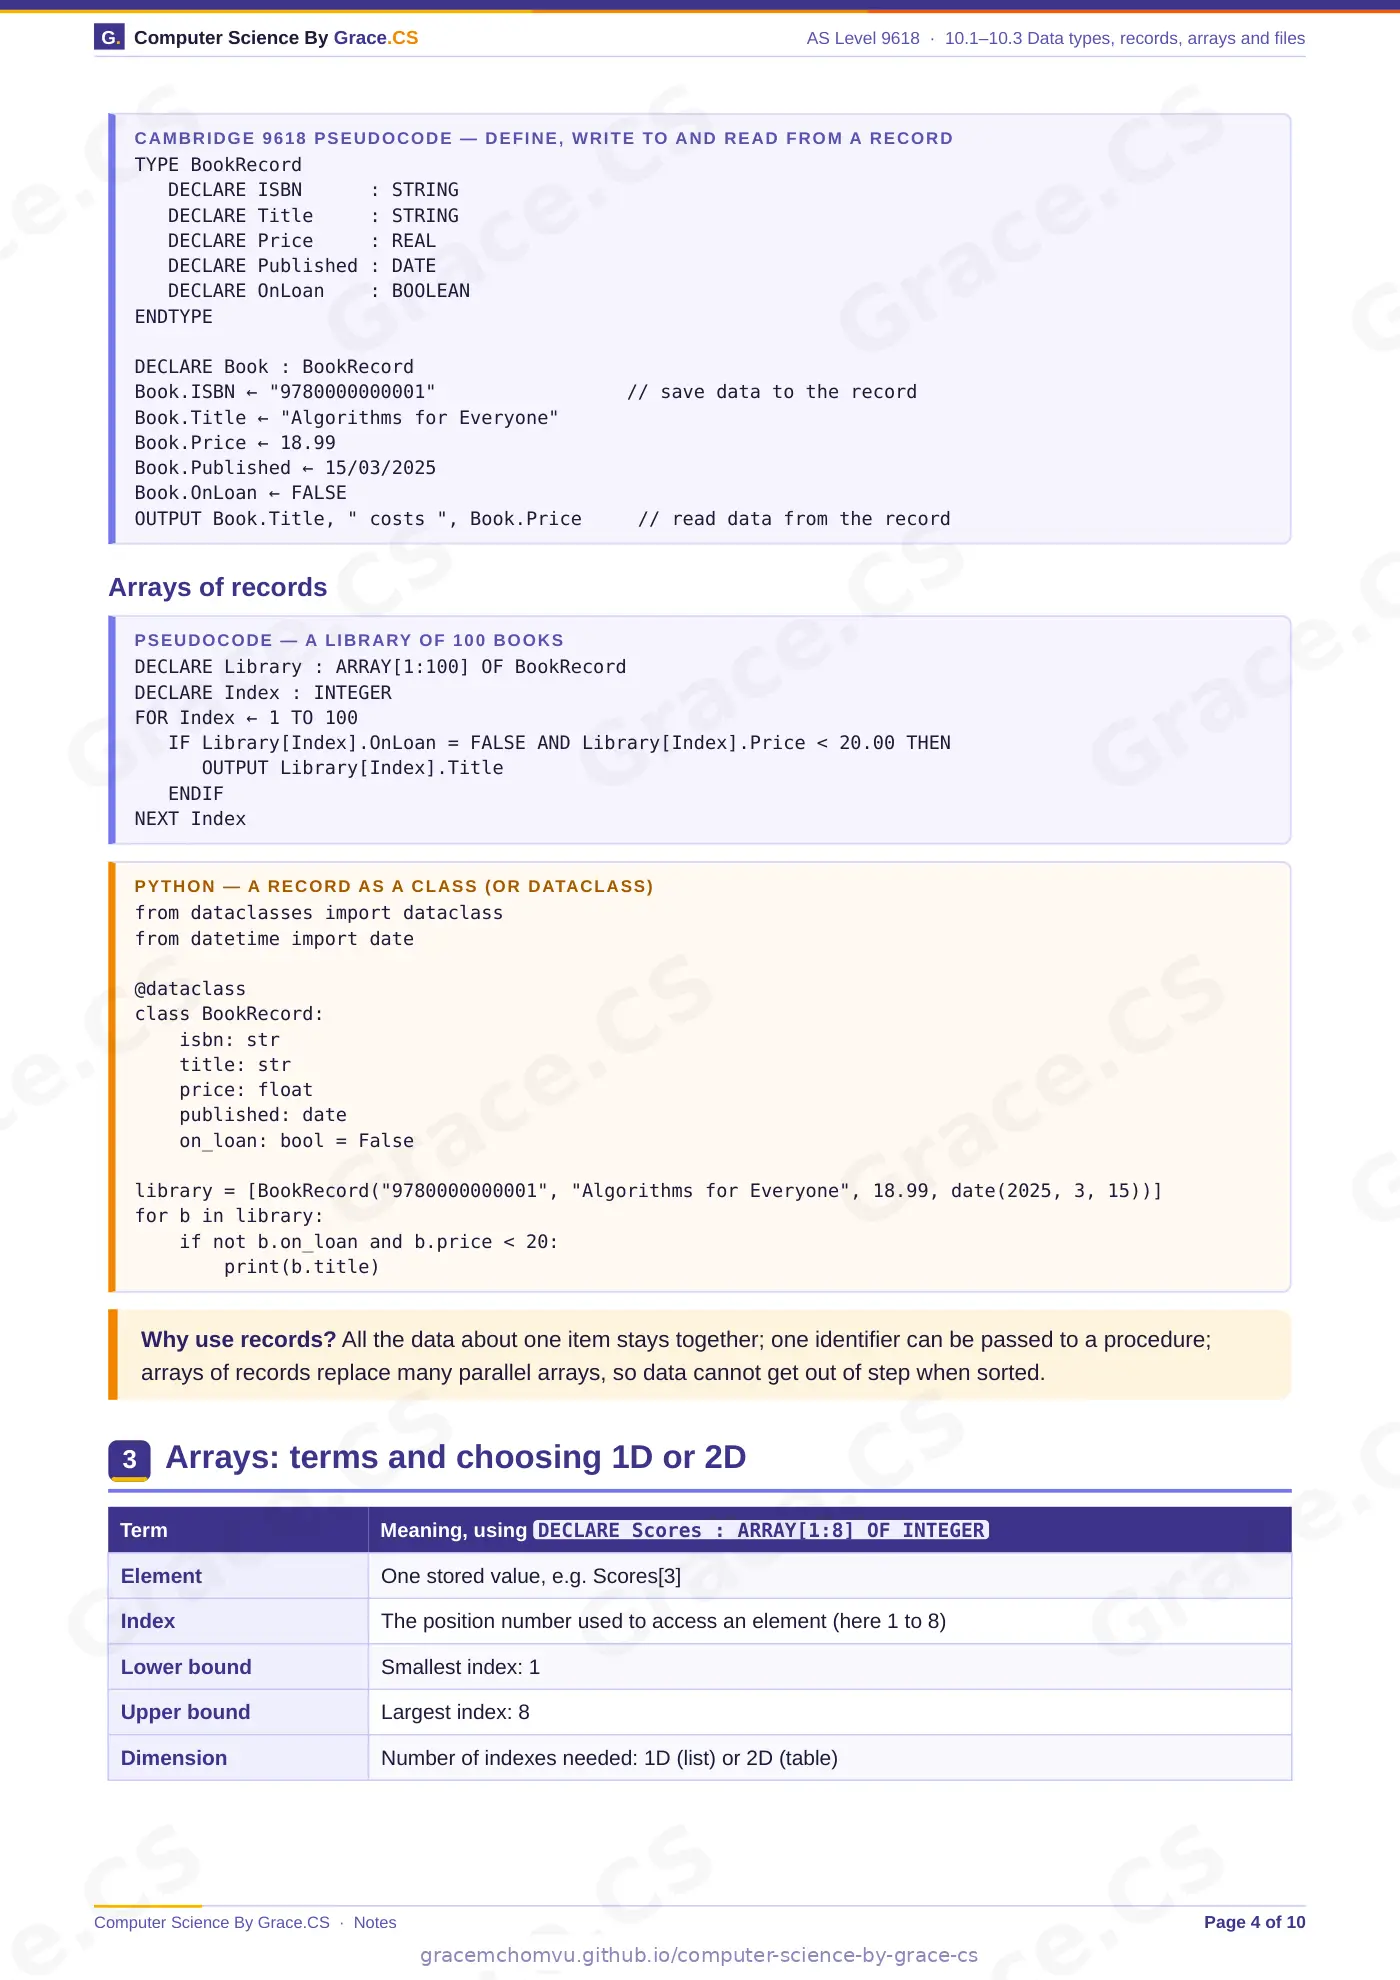 G. Computer Science By Grace.CS
AS Level 9618 · 10.1–10.3 Data types, records, arrays and files
CAMBRIDGE 9618 PSEUDOCODE — DEFINE, WRITE TO AND READ FROM A RECORD
TYPE BookRecord
   DECLARE ISBN      : STRING
   DECLARE Title     : STRING
   DECLARE Price     : REAL
   DECLARE Published : DATE
   DECLARE OnLoan    : BOOLEAN
ENDTYPE
DECLARE Book : BookRecord
Book.ISBN ← "9780000000001"                 // save data to the record
Book.Title ← "Algorithms for Everyone"
Book.Price ← 18.99
Book.Published ← 15/03/2025
Book.OnLoan ← FALSE
OUTPUT Book.Title, " costs ", Book.Price     // read data from the record
Arrays of records
PSEUDOCODE — A LIBRARY OF 100 BOOKS
DECLARE Library : ARRAY[1:100] OF BookRecord
DECLARE Index : INTEGER
FOR Index ← 1 TO 100
   IF Library[Index].OnLoan = FALSE AND Library[Index].Price < 20.00 THEN
      OUTPUT Library[Index].Title
   ENDIF
NEXT Index
PYTHON — A RECORD AS A CLASS (OR DATACLASS)
from dataclasses import dataclass
from datetime import date
@dataclass
class BookRecord:
    isbn: str
    title: str
    price: float
    published: date
    on_loan: bool = False
library = [BookRecord("9780000000001", "Algorithms for Everyone", 18.99, date(2025, 3, 15))]
for b in library:
    if not b.on_loan and b.price < 20:
        print(b.title)
Why use records? All the data about one item stays together; one identifier can be passed to a procedure;
arrays of records replace many parallel arrays, so data cannot get out of step when sorted.
3 Arrays: terms and choosing 1D or 2D
Term Meaning, using DECLARE Scores : ARRAY[1:8] OF INTEGER
Element One stored value, e.g. Scores[3]
Index The position number used to access an element (here 1 to 8)
Lower bound Smallest index: 1
Upper bound Largest index: 8
Dimension Number of indexes needed: 1D (list) or 2D (table)
Computer Science By Grace.CS · Notes
Page 4 of 10
gracemchomvu.github.io/computer-science-by-grace-cs